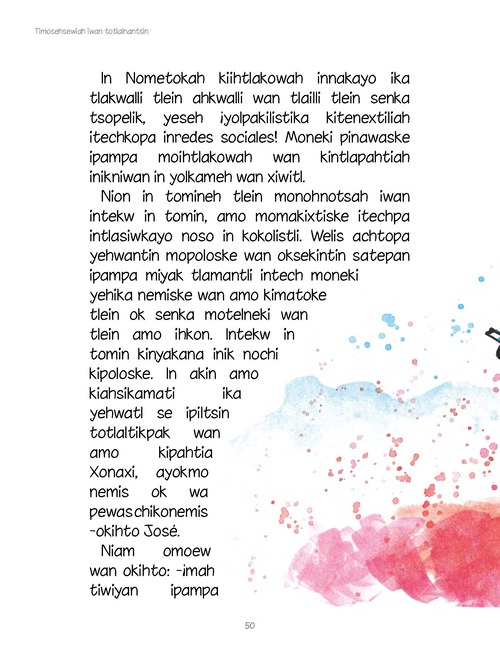 Timosehsewiah iwan totlalnantsin
In Nometokah kiihtlakowah innakayo ika
tlakwalli tlein ahkwalli wan tlailli tlein senka
tsopelik, yeseh ¡yolpakilistika kitenextiliah
itechkopa inredes sociales! Moneki pinawaske
ipampa moihtlakowah wan kintlapahtiah
inikniwan in yolkameh wan xiwitl.
Nion in tomineh tlein monohnotsah iwan
intekw in tomin, amo momakixtiske itechpa
intlasiwkayo noso in kokolistli. Welis achtopa
yehwantin mopoloske wan oksekintin satepan
ipampa miyak tlamantli intech moneki
yehika nemiske wan amo kimatoke
tlein ok senka motelneki wan
tlein amo ihkon. Intekw in
tomin kinyakana inik nochi
kipoloske. In akin amo
kiahsikamati ika
yehwatl se ipiltsin
totlaltikpak wan
amo kipahtia
Xonaxi, ayokmo
nemis ok wa
pewaschikonemis
-okihto José.
Niam omoew
wan okihto: -imah
tiwiyan ipampa
50